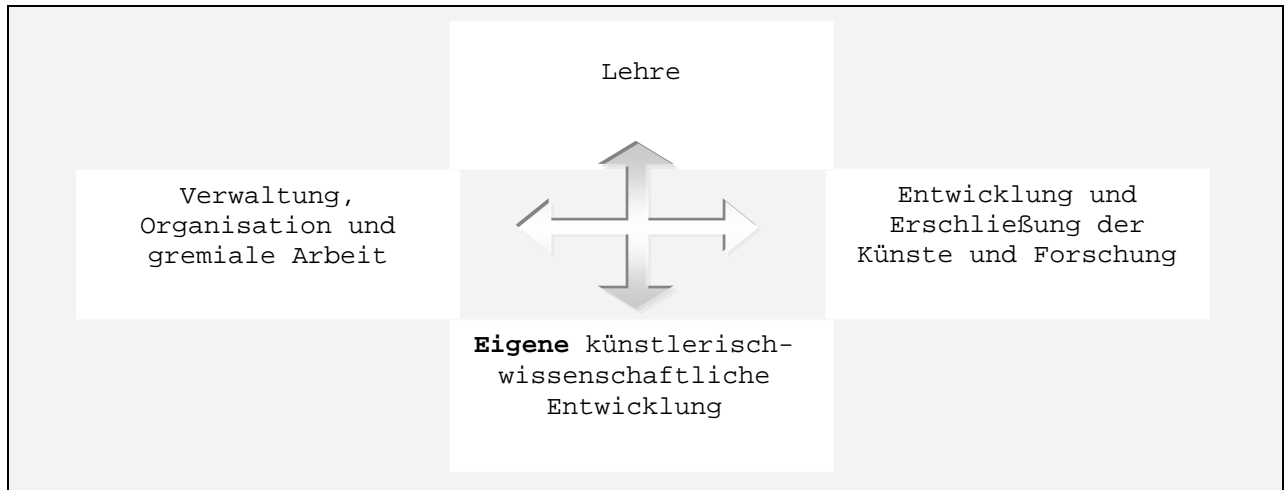 Lehre
Verwaltung,
Organisation und
gremiale Arbeit
Entwicklung und
Erschließung der
Künste und Forschung
Eigene künstlerisch-
wissenschaftliche
Entwicklung